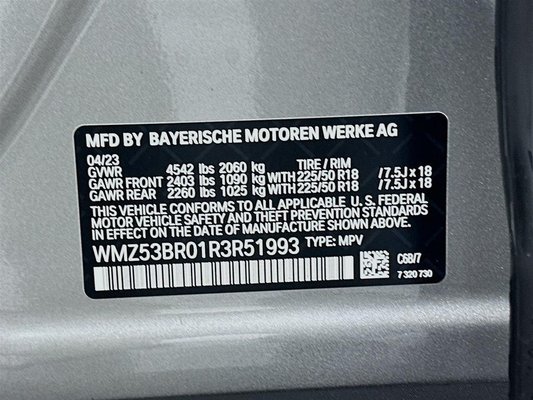 MFD BY BAYERISCHE MOTOREN WERKE AG
04/23
GVWR 4542 lbs 2060 kg TIRE / RIM
GAWR FRONT 2403 lbs 1090 kg WITH 225/50 R18 /7.5J x 18
GAWR REAR 2260 lbs 1025 kg WITH 225/50 R18 /7.5J x 18
THIS VEHICLE CONFORMS TO ALL APPLICABLE U. S. FEDERAL
MOTOR VEHICLE SAFETY, BUMPER, AND THEFT PREVENTION STANDARDS
IN EFFECT ON THE DATE OF MANUFACTURE SHOWN ABOVE.
WMZ53BR01R3R51993 TYPE: MPV
C6B/7
7 320 730